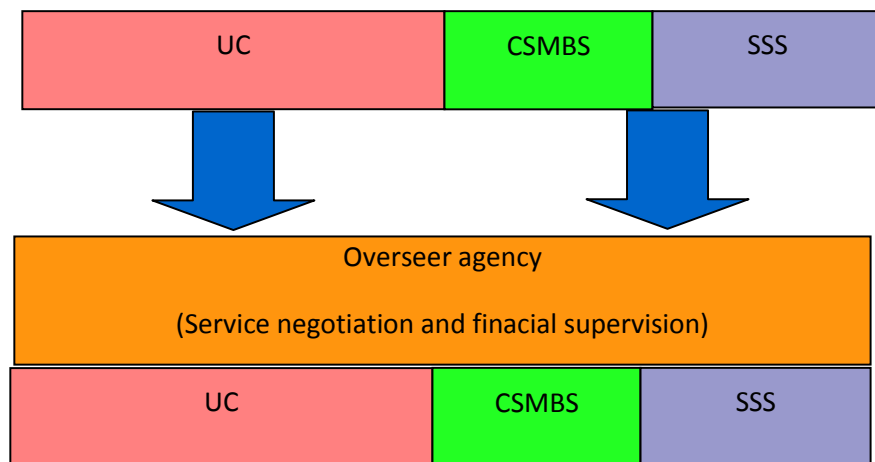 UC CSMBS SSS
Overseer agency
(Service negotiation and finacial supervision)
UC CSMBS SSS